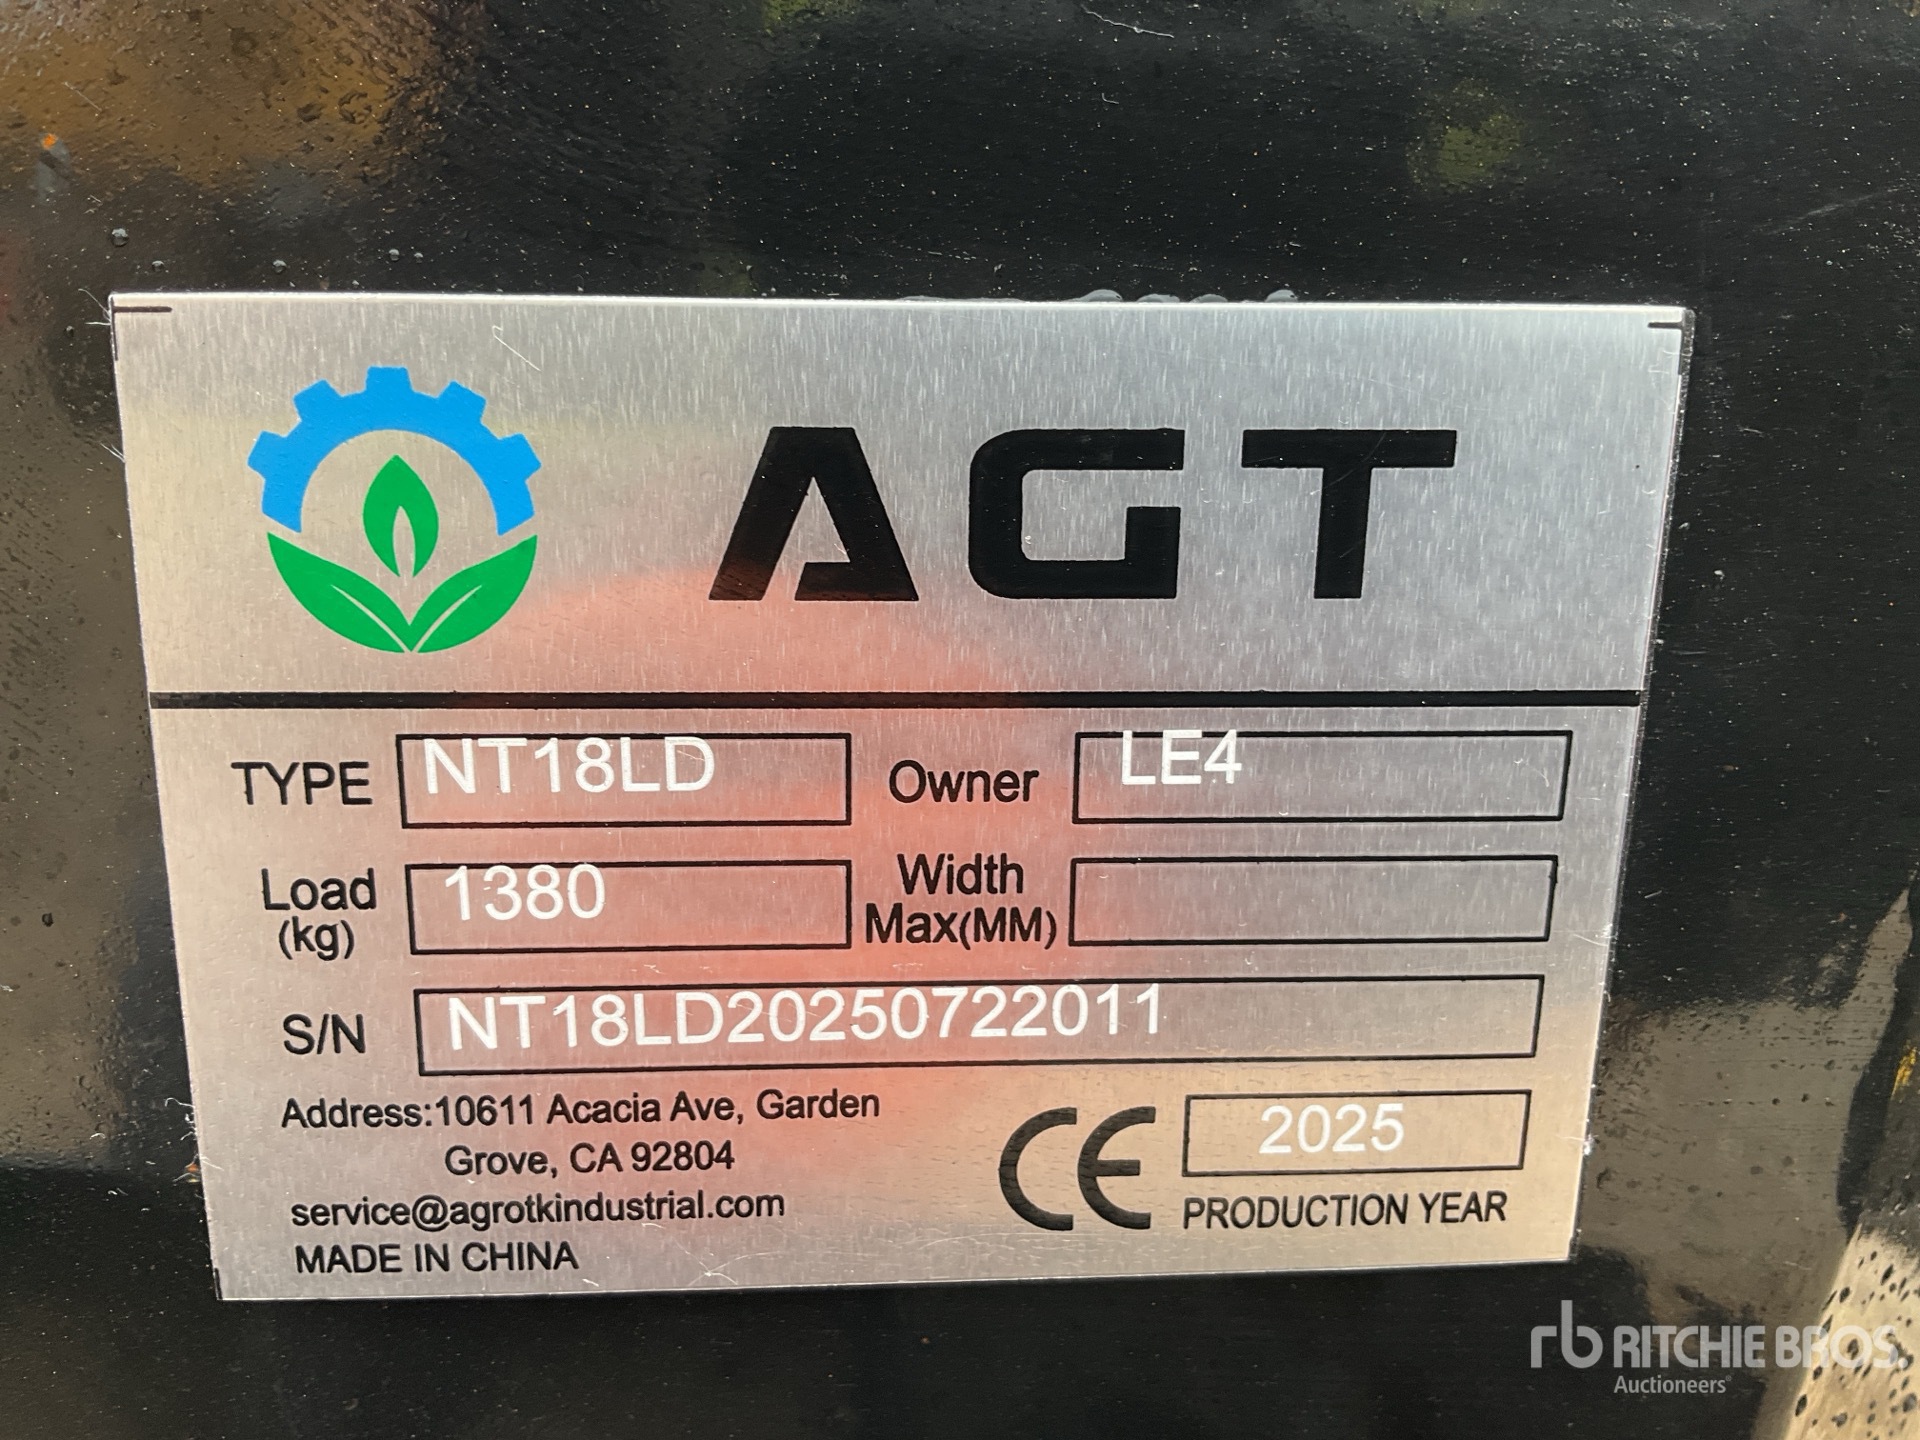 AGT
TYPE NT18LD Owner LE4
Load (kg) 1380 Width Max(MM)
S/N NT18LD20250722011
Address:10611 Acacia Ave, Garden
Grove, CA 92804
service@agrotkindustrial.com
MADE IN CHINA
CE 2025
PRODUCTION YEAR
rb RITCHIE BROS.
Auctioneers